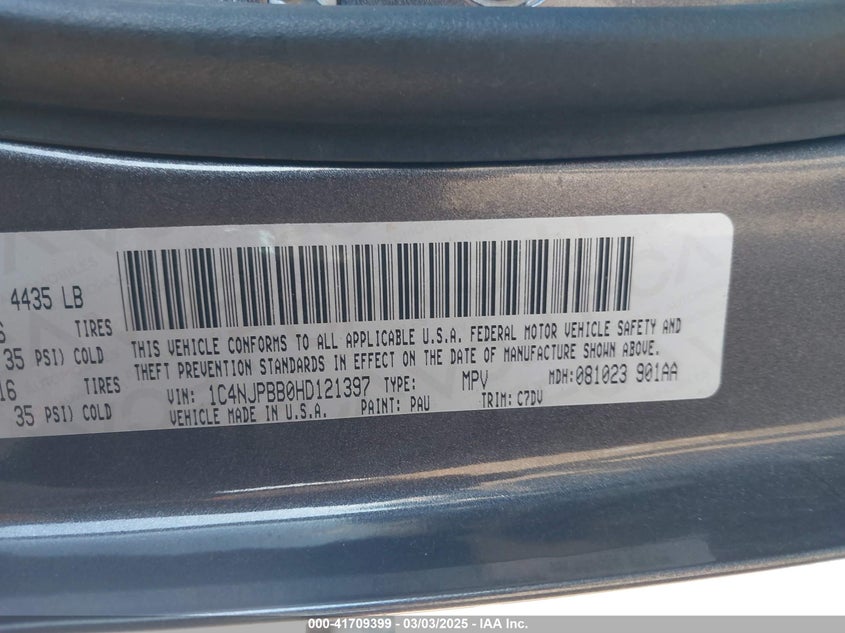 4435 LB
TIRES
35 PSI) COLD
16 TIRES
35 PSI) COLD
THIS VEHICLE CONFORMS TO ALL APPLICABLE U.S.A. FEDERAL MOTOR VEHICLE SAFETY AND
THEFT PREVENTION STANDARDS IN EFFECT ON THE DATE OF MANUFACTURE SHOWN ABOVE.
VIN: 1C4NJPBB0HD121397 TYPE: MPV MDH:081023 901AA
VEHICLE MADE IN U.S.A. PAINT: PAU TRIM: C7DV
000-41709399 — 03/03/2025 — IAA Inc.